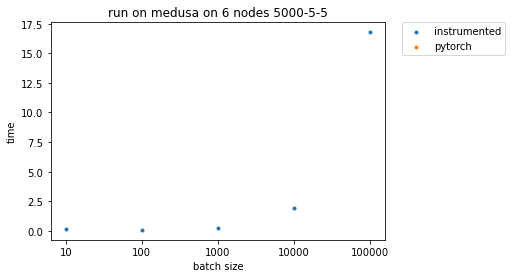 run on medusa on 6 nodes 5000-5-5
17.5
15.0
12.5
10.0
7.5
5.0
2.5
0.0
time
10 100 1000 10000 100000
batch size
instrumented
pytorch